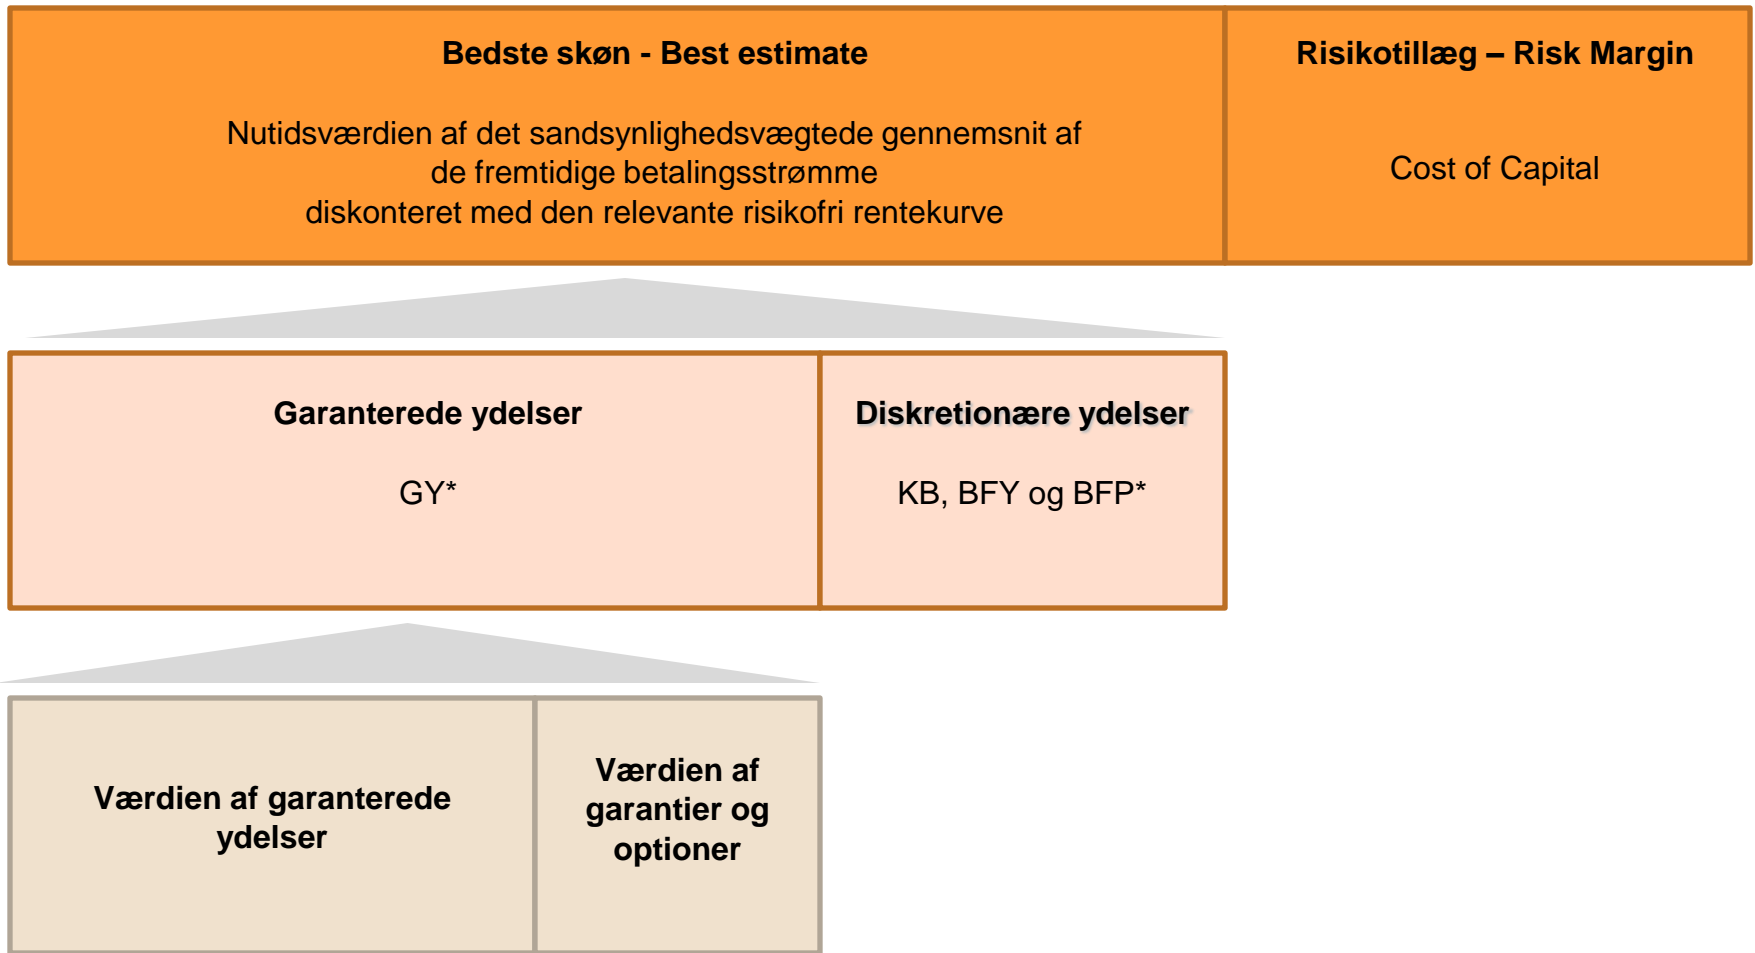 Bedste skøn - Best estimate
Nutidsværdien af det sandsynlighedsvægtede gennemsnit af
de fremtidige betalingsstrømme
diskonteret med den relevante risikofri rentekurve
Risikotillæg – Risk Margin
Cost of Capital
Garanterede ydelser
GY*
Diskretionære ydelser
KB, BFY og BFP*
Værdien af garanterede
ydelser
Værdien af
garantier og
optioner